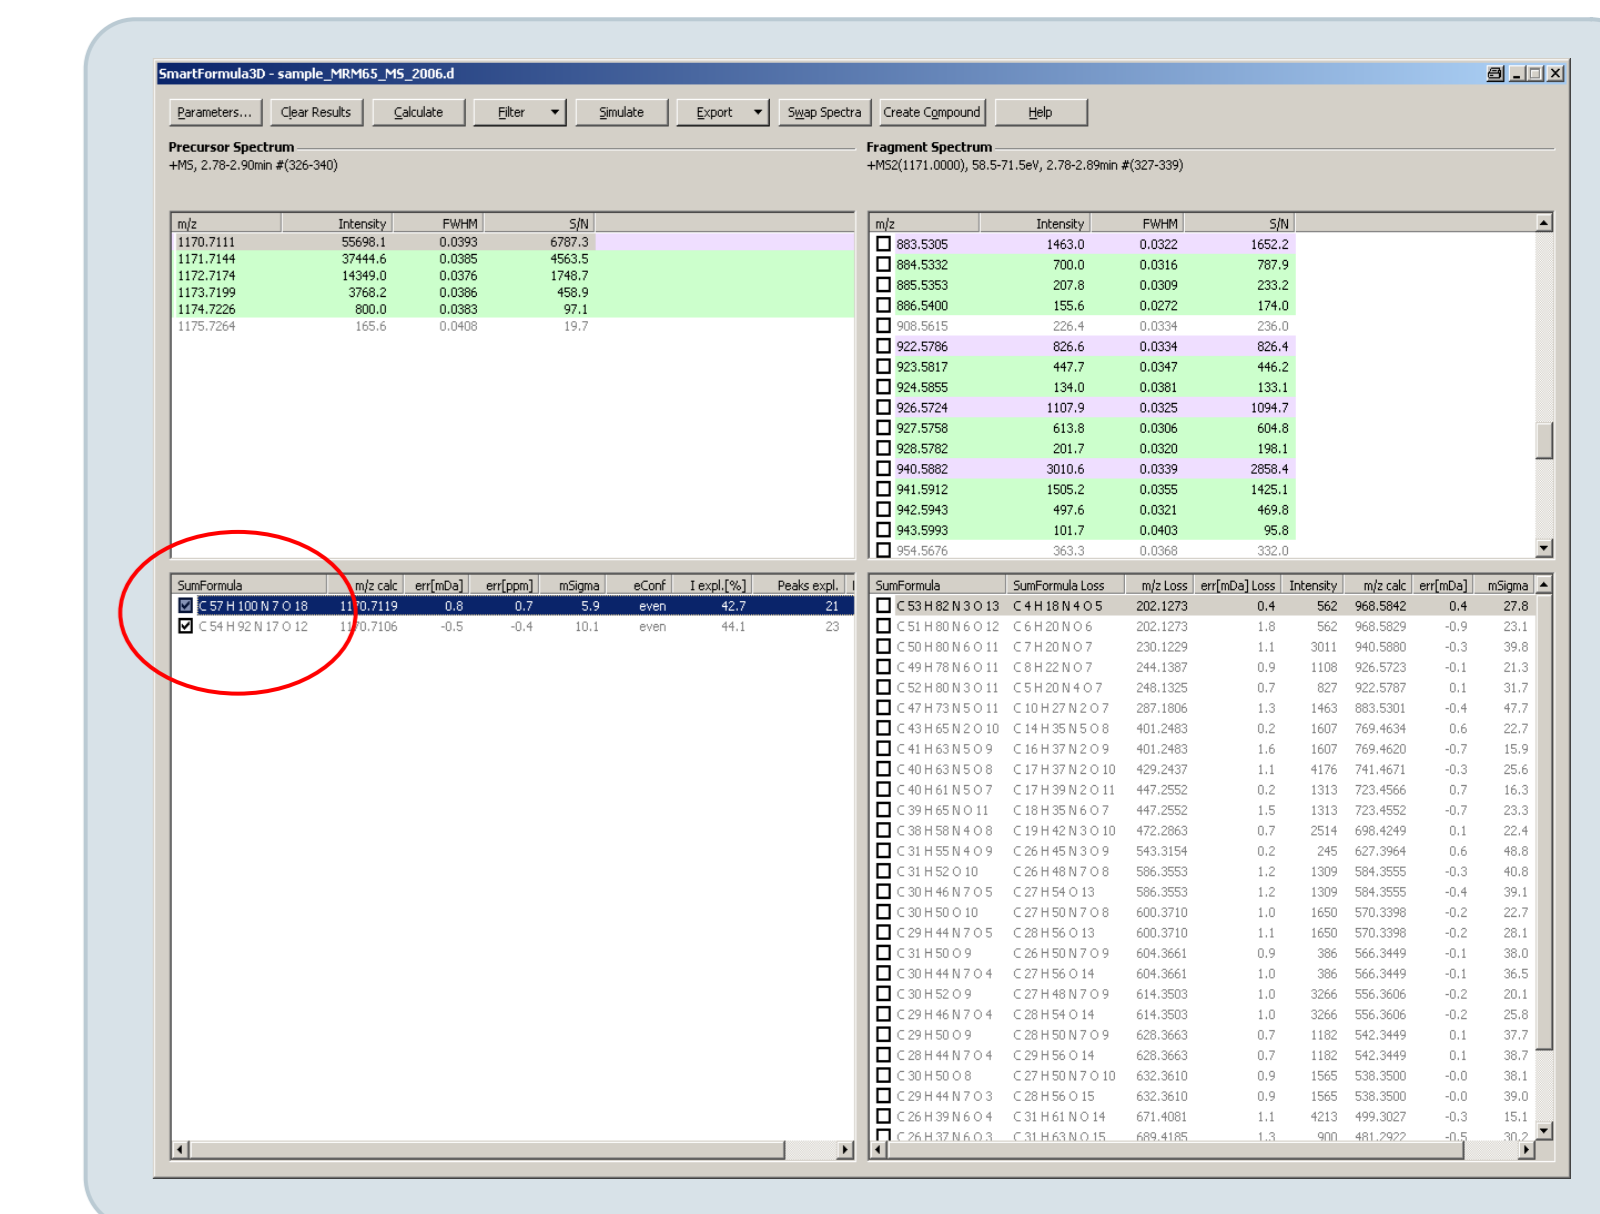 SmartFormula3D - sample_MRM65_MS_2006.d
Parameters... Clear Results Calculate Filter Simulate Export Swap Spectra Create Compound Help
Precursor Spectrum
+MS, 2.78-2.90min #(326-340)
m/z Intensity FWHM S/N
1170.7111 55698.1 0.0393 6787.3
1171.7144 37444.6 0.0385 4563.5
1172.7174 14349.0 0.0376 1748.7
1173.7199 3768.2 0.0386 458.9
1174.7226 800.0 0.0383 97.1
1175.7264 165.6 0.0408 19.7
Fragment Spectrum
+MS2(1171.0000), 58.5-71.5eV, 2.78-2.89min #(327-339)
m/z Intensity FWHM S/N
883.5305 1463.0 0.0322 1652.2
884.5332 700.0 0.0316 787.9
885.5353 207.8 0.0309 233.2
886.5400 155.6 0.0272 174.0
908.5615 226.4 0.0334 236.0
922.5786 826.6 0.0334 826.4
923.5817 447.7 0.0347 446.2
924.5855 134.0 0.0381 133.1
926.5724 1107.9 0.0325 1094.7
927.5758 613.8 0.0306 604.8
928.5782 201.7 0.0320 198.1
940.5882 3010.6 0.0339 2858.4
941.5912 1505.2 0.0355 1425.1
942.5943 497.6 0.0321 469.8
943.5993 101.7 0.0403 95.8
954.5676 363.3 0.0368 332.0
SumFormula m/z calc err[mDa] err[ppm] mSigma eConf I expl.[%] Peaks expl.
C 57 H 100 N 7 O 18 1170.7119 0.8 0.7 5.9 even 42.7 21
C 54 H 92 N 17 O 12 1170.7106 -0.5 -0.4 10.1 even 44.1 23
SumFormula SumFormula Loss m/z Loss err[mDa] Loss Intensity m/z calc err[mDa] mSigma
C 53 H 82 N 3 O 13 C 4 H 18 N 4 O 5 202.1273 0.4 562 968.5842 0.4 27.8
C 51 H 80 N 6 O 12 C 6 H 20 N O 6 202.1273 1.8 562 968.5829 -0.9 23.1
C 50 H 80 N 6 O 11 C 7 H 20 N O 7 230.1229 1.1 3011 940.5880 -0.3 39.8
C 49 H 78 N 6 O 11 C 8 H 22 N O 7 244.1387 0.9 1108 926.5723 -0.1 21.3
C 52 H 80 N 3 O 11 C 5 H 20 N 4 O 7 248.1325 0.7 827 922.5787 0.1 31.7
C 47 H 73 N 5 O 11 C 10 H 27 N 2 O 7 287.1806 1.3 1463 883.5301 -0.4 47.7
C 43 H 65 N 2 O 10 C 14 H 35 N 5 O 8 401.2483 0.2 1607 769.4634 0.6 22.7
C 41 H 63 N 5 O 9 C 16 H 37 N 2 O 9 401.2483 1.6 1607 769.4620 -0.7 15.9
C 40 H 63 N 5 O 8 C 17 H 37 N 2 O 10 429.2437 1.1 4176 741.4671 -0.3 25.6
C 40 H 61 N 5 O 7 C 17 H 39 N 2 O 11 447.2552 0.2 1313 723.4566 0.7 16.3
C 39 H 65 N O 11 C 18 H 35 N 6 O 7 447.2552 1.5 1313 723.4552 -0.7 23.3
C 38 H 58 N 4 O 8 C 19 H 42 N 3 O 10 472.2863 0.7 2514 698.4249 0.1 22.4
C 31 H 55 N 4 O 9 C 26 H 45 N 3 O 9 543.3154 0.2 245 627.3964 0.6 48.8
C 31 H 52 O 10 C 26 H 48 N 7 O 8 586.3553 1.2 1309 584.3555 -0.3 40.8
C 30 H 46 N 7 O 5 C 27 H 54 O 13 586.3553 1.2 1309 584.3555 -0.4 39.1
C 30 H 50 O 10 C 27 H 50 N 7 O 8 600.3710 1.0 1650 570.3398 -0.2 22.7
C 29 H 44 N 7 O 5 C 28 H 56 O 13 600.3710 1.1 1650 570.3398 -0.2 28.1
C 31 H 50 O 9 C 26 H 50 N 7 O 9 604.3661 0.9 386 566.3449 -0.1 38.0
C 30 H 44 N 7 O 4 C 27 H 56 O 14 604.3661 1.0 386 566.3449 -0.1 36.5
C 30 H 52 O 9 C 27 H 48 N 7 O 9 614.3503 1.0 3266 556.3606 -0.2 20.1
C 29 H 46 N 7 O 4 C 28 H 54 O 14 614.3503 1.0 3266 556.3606 -0.2 25.8
C 29 H 50 O 9 C 28 H 50 N 7 O 9 628.3663 0.7 1182 542.3449 0.1 37.7
C 28 H 44 N 7 O 4 C 29 H 56 O 14 628.3663 0.7 1182 542.3449 0.1 38.7
C 30 H 50 O 8 C 27 H 50 N 7 O 10 632.3610 0.9 1565 538.3500 -0.0 38.1
C 29 H 44 N 7 O 3 C 28 H 56 O 15 632.3610 0.9 1565 538.3500 -0.0 39.0
C 26 H 39 N 6 O 4 C 31 H 61 N O 14 671.4081 1.1 4213 499.3027 -0.3 15.1
C 26 H 37 N 6 O 3 C 31 H 63 N O 15 689.4185 1.3 900 481.2922 -0.5 30.2